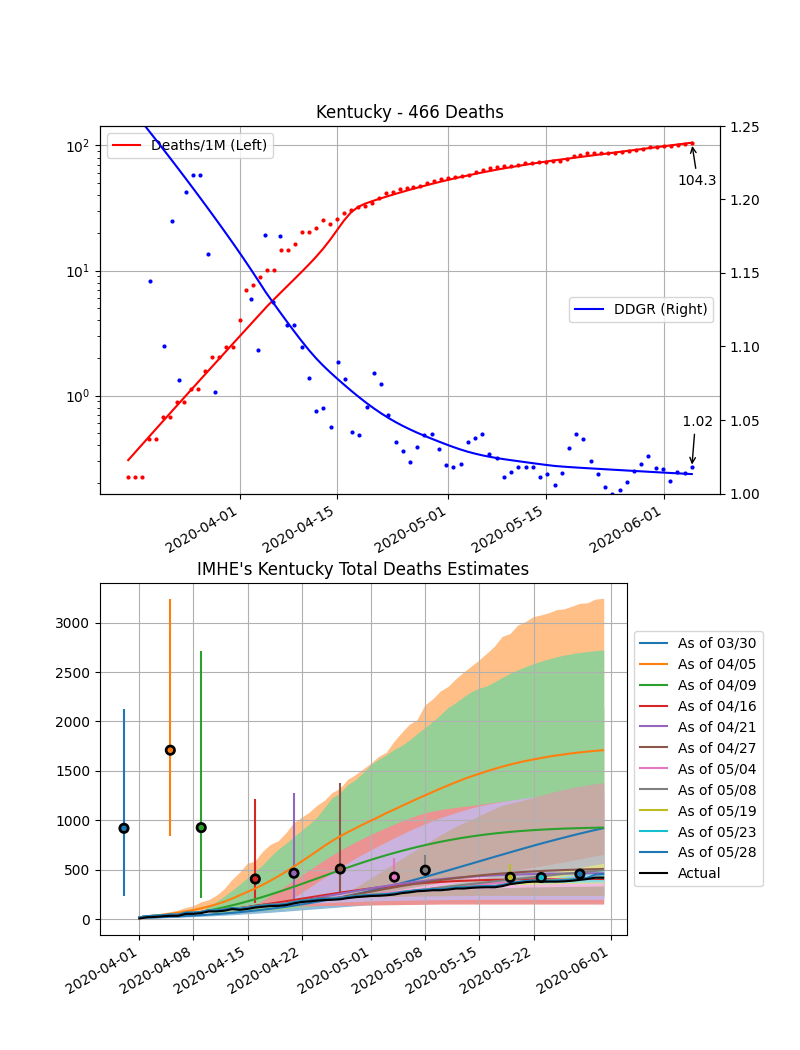 Kentucky - 466 Deaths
Deaths/1M (Left)
DDGR (Right)
104.3
1.02
10²
10¹
10⁰
1.25
1.20
1.15
1.10
1.05
1.00
2020-04-01
2020-04-15
2020-05-01
2020-05-15
2020-06-01
IMHE's Kentucky Total Deaths Estimates
3000
2500
2000
1500
1000
500
0
2020-04-01
2020-04-08
2020-04-15
2020-04-22
2020-05-01
2020-05-08
2020-05-15
2020-05-22
2020-06-01
As of 03/30
As of 04/05
As of 04/09
As of 04/16
As of 04/21
As of 04/27
As of 05/04
As of 05/08
As of 05/19
As of 05/23
As of 05/28
Actual